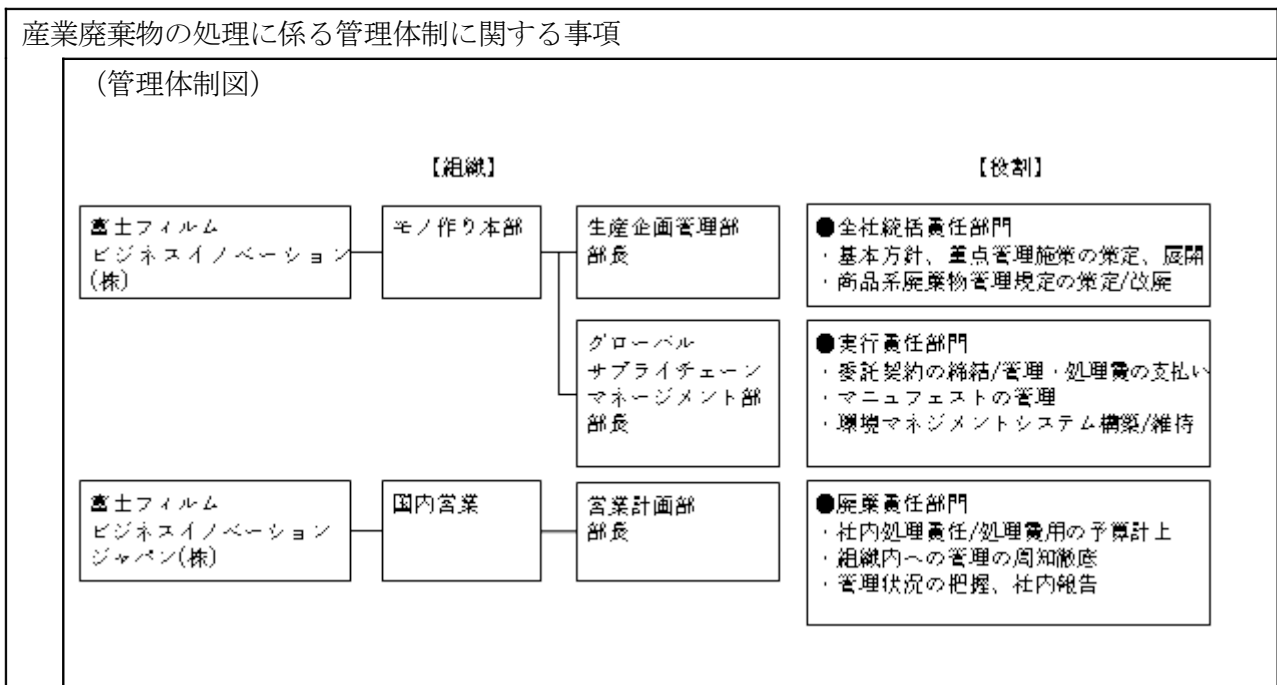 産業廃棄物の処理に係る管理体制に関する事項
（管理体制図）
【組織】
【役割】
富士フィルム
ビジネスイノベーション
(株)
モノ作り本部
生産企画管理部
部長
●全社統括責任部門
・基本方針、重点管理施策の策定、展開
・商品系廃棄物管理規定の策定/改廃
グローバル
サプライチェーン
マネージメント部
部長
●実行責任部門
・委託契約の締結/管理・処理費の支払い
・マニュフェストの管理
・環境マネジメントシステム構築/維持
富士フィルム
ビジネスイノベーション
ジャパン(株)
国内営業
営業計画部
部長
●廃棄責任部門
・社内処理責任/処理費用の予算計上
・組織内への管理の周知徹底
・管理状況の把握、社内報告